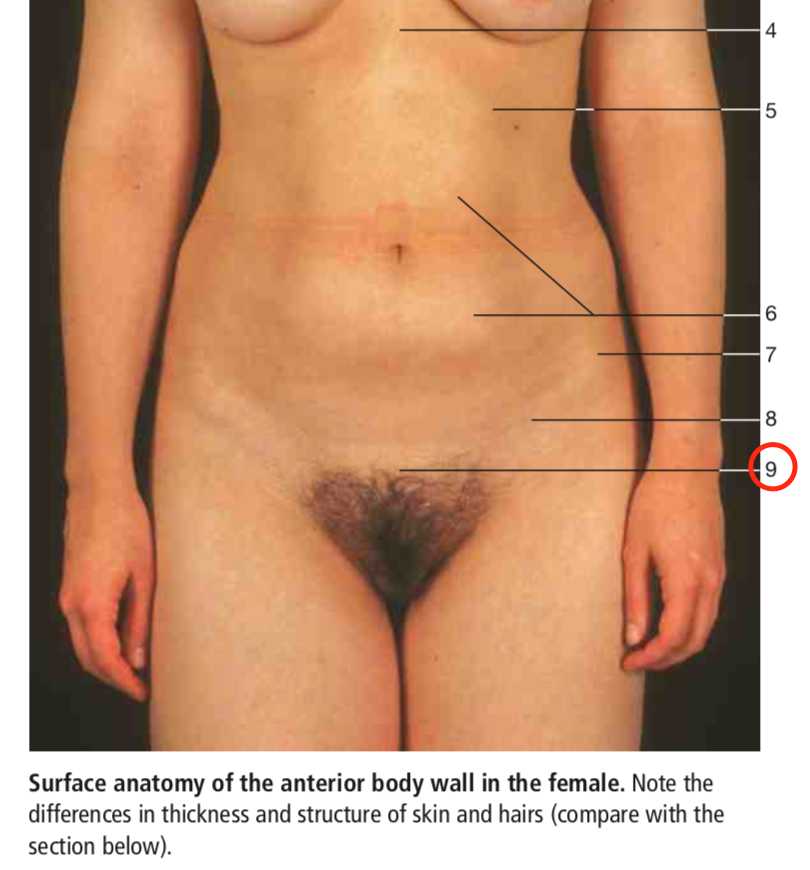 4
5
6
7
8
9
Surface anatomy of the anterior body wall in the female. Note the
differences in thickness and structure of skin and hairs (compare with the
section below).